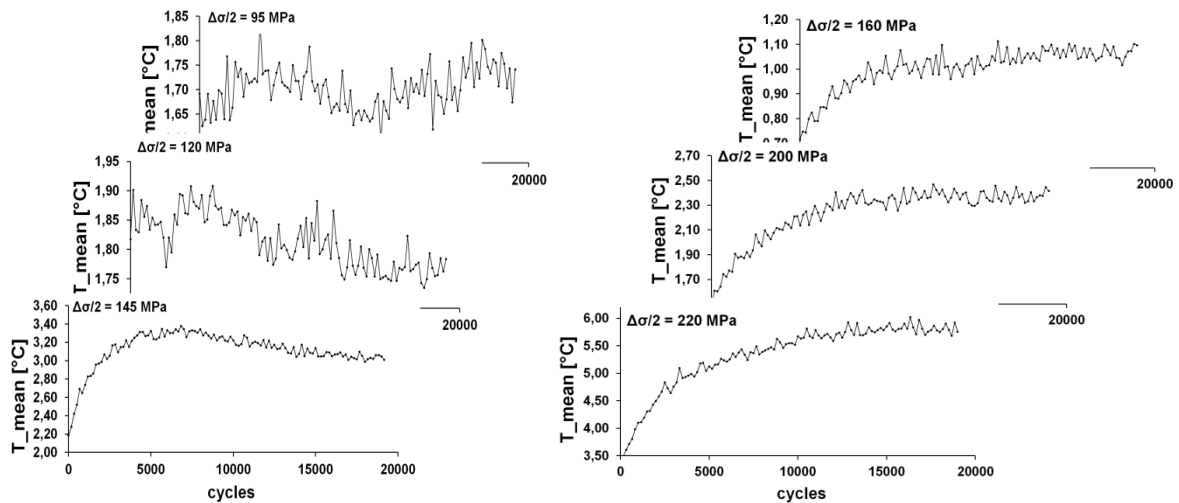 Δσ/2 = 95 MPa
mean [°C]
1,85
1,80
1,75
1,70
1,65
20000
Δσ/2 = 120 MPa
T_mean [°C]
1,95
1,90
1,85
1,80
1,75
20000
Δσ/2 = 145 MPa
T_mean [°C]
3,60
3,40
3,20
3,00
2,80
2,60
2,40
2,20
2,00
0 5000 10000 15000 20000
cycles
Δσ/2 = 160 MPa
T_mean [°C]
1,20
1,10
1,00
0,90
0,80
0,70
20000
Δσ/2 = 200 MPa
T_mean [°C]
2,70
2,50
2,30
2,10
1,90
1,70
20000
Δσ/2 = 220 MPa
T_mean [°C]
6,00
5,50
5,00
4,50
4,00
3,50
0 5000 10000 15000 20000
cycles